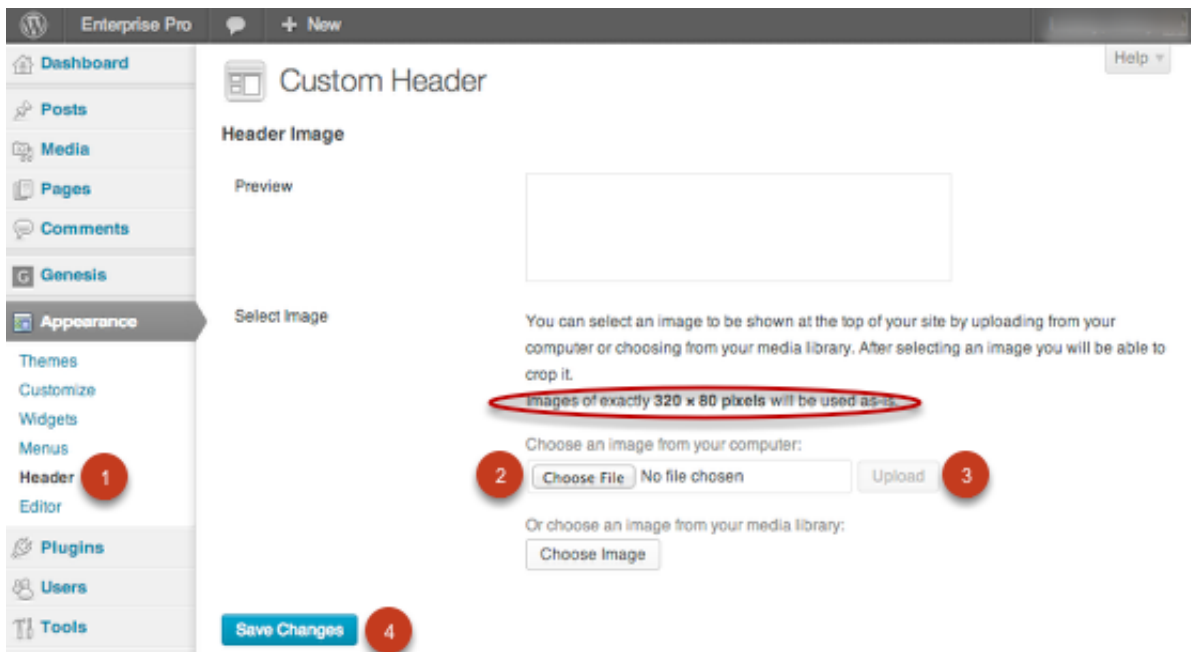 Enterprise Pro + New
Help
Dashboard
Posts
Media
Pages
Comments
G Genesis
Appearance
Themes
Customize
Widgets
Menus
Header 1
Editor
Plugins
Users
Tools
Custom Header
Header Image
Preview
Select Image
You can select an image to be shown at the top of your site by uploading from your
computer or choosing from your media library. After selecting an image you will be able to
crop it.
Images of exactly 320 × 80 pixels will be used as-is.
Choose an image from your computer:
2 Choose File No file chosen Upload 3
Or choose an image from your media library:
Choose Image
Save Changes 4